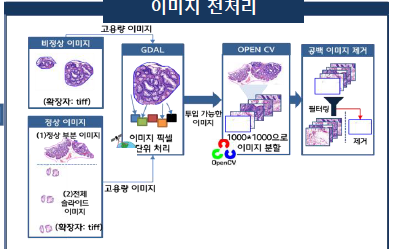 이미지 전처리
고용량 이미지
비정상 이미지
(확장자: tiff)
정상 이미지
(1)정상 부분 이미지
(2)전체
슬라이드
이미지
(확장자: tiff)
고용량 이미지
GDAL
이미지 픽셀
단위 처리
투입 가능한
이미지
OPEN CV
1000*1000으로
이미지 분할
OpenCV
공백 이미지 제거
필터링
제거